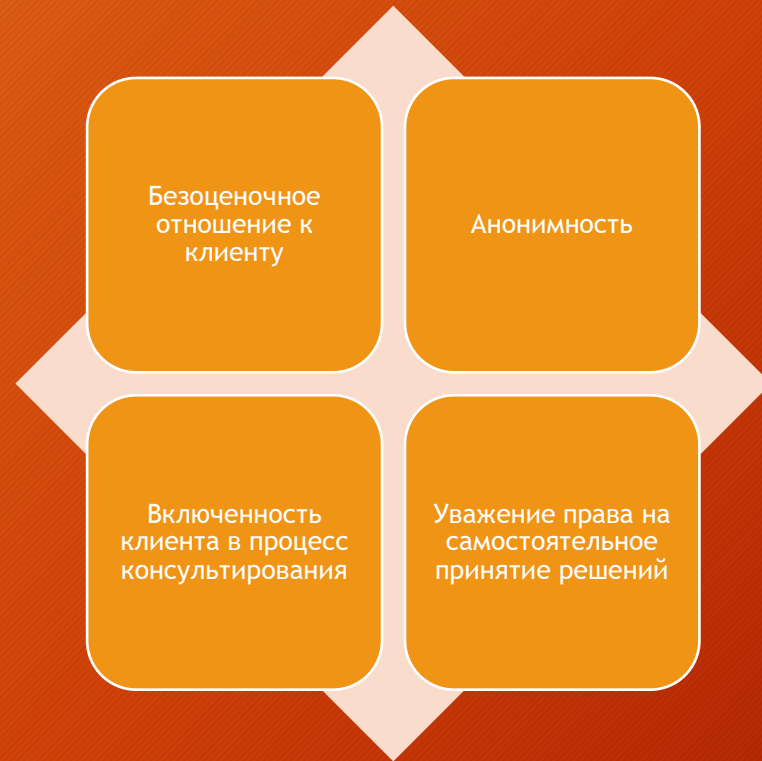 Безоценочное
отношение к
клиенту
Анонимность
Включенность
клиента в процесс
консультирования
Уважение права на
самостоятельное
принятие решений